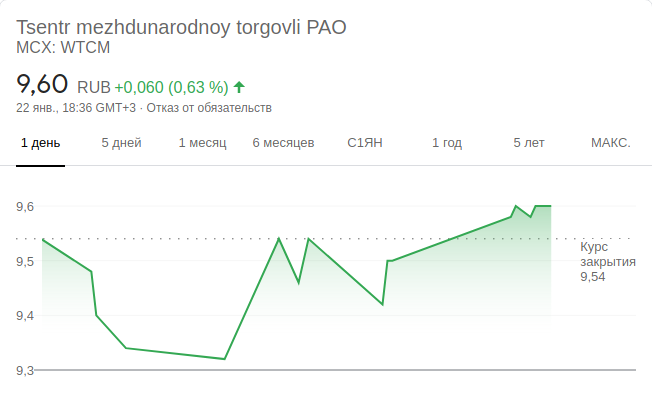 Tsentr mezhdunarodnoy torgovli PAO
MCX: WTCM
9,60 RUB +0,060 (0,63 %)
22 янв., 18:36 GMT+3 · Отказ от обязательств
1 день 5 дней 1 месяц 6 месяцев С1ЯН 1 год 5 лет МАКС.
9,6
Курс
закрытия
9,54
9,5
9,4
9,3